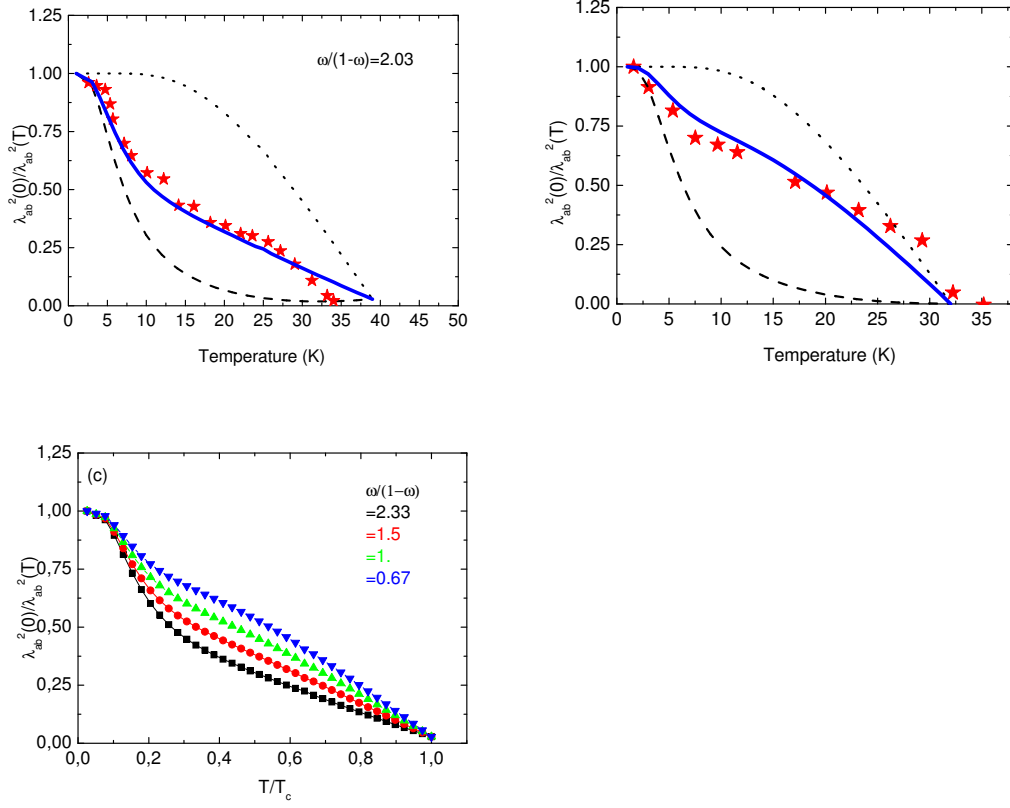 1.25
1.00
0.75
0.50
0.25
0.00
λab²(0)/λab²(T)
ω/(1-ω)=2.03
0 5 10 15 20 25 30 35 40 45 50
Temperature (K)
1.25
1.00
0.75
0.50
0.25
0.00
λab²(0)/λab²(T)
0 5 10 15 20 25 30 35
Temperature (K)
1,25
1,00
0,75
0,50
0,25
0,00
λab²(0)/λab²(T)
(c)
ω/(1−ω)
=2.33
=1.5
=1.
=0.67
0,0 0,2 0,4 0,6 0,8 1,0
T/Tc